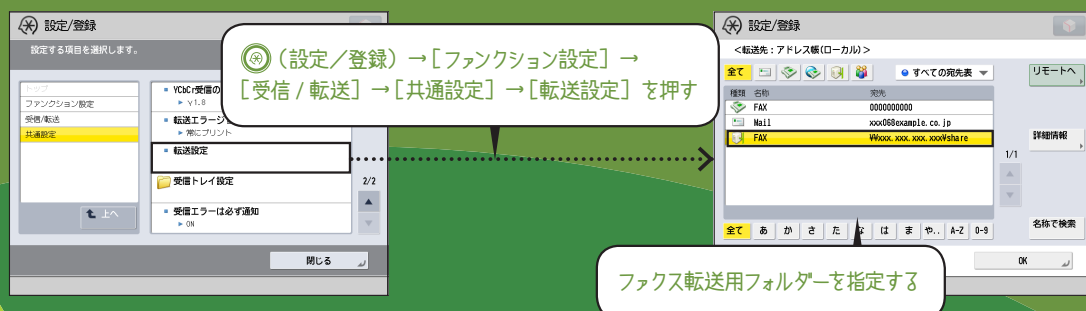 設定/登録
設定する項目を選択します。
トップ
ファンクション設定
受信/転送
共通設定
上へ
YCbCr受信の
γ1.8
転送エラージ
常にプリント
転送設定
受信トレイ設定
受信エラーは必ず通知
ON
2/2
閉じる
(設定/登録)→[ファンクション設定]→
[受信/転送]→[共通設定]→[転送設定]を押す
設定/登録
<転送先:アドレス帳(ローカル)>
全て
すべての宛先表
リモートへ
種類 名称 宛先
FAX 0000000000
Mail xxx068example.co.jp
FAX ¥¥xxx.xxx.xxx.xxx¥share
詳細情報
1/1
全て あ か さ た な は ま や.. A-Z 0-9
名称で検索
OK
ファクス転送用フォルダーを指定する